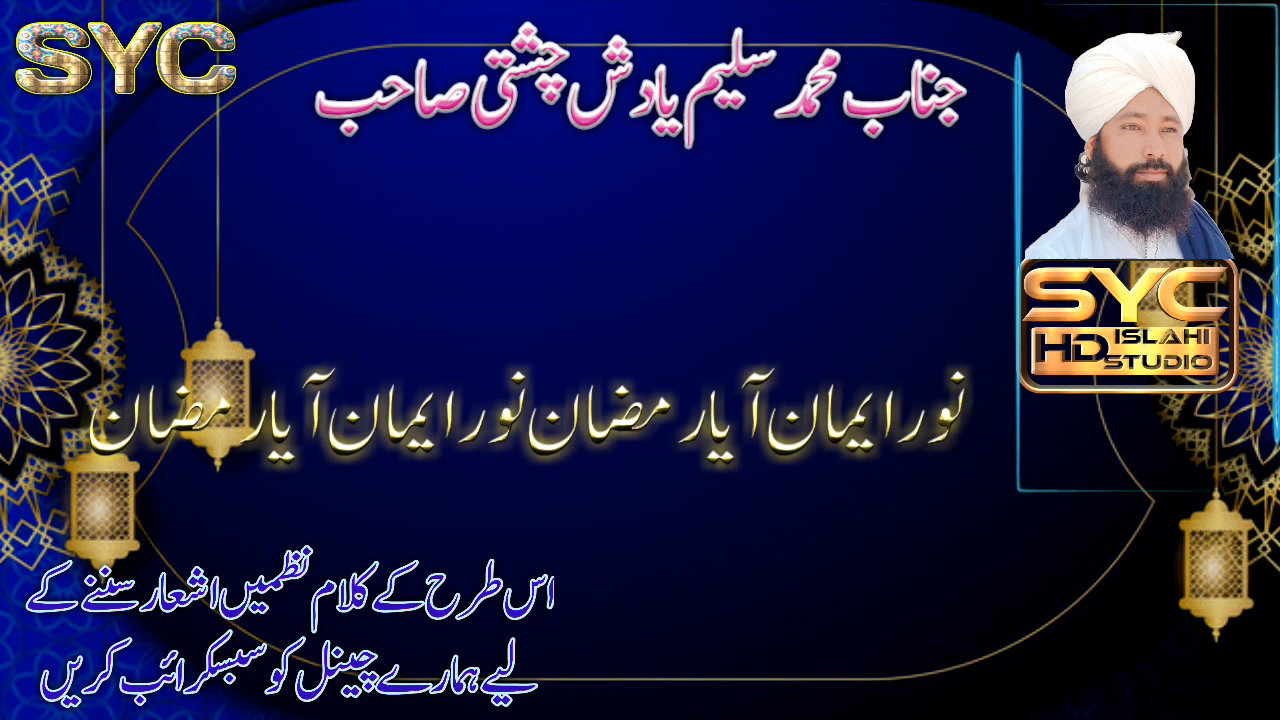 SYC
جناب محمد سلیم یادش چشتی صاحب
SYC
HD ISLAHI STUDIO
نور ایمان آیا رمضان نور ایمان آیا رمضان
اس طرح کے کلام نظمیں اشعار سننے کے
لیے ہمارے چینل کو سبسکرائب کریں